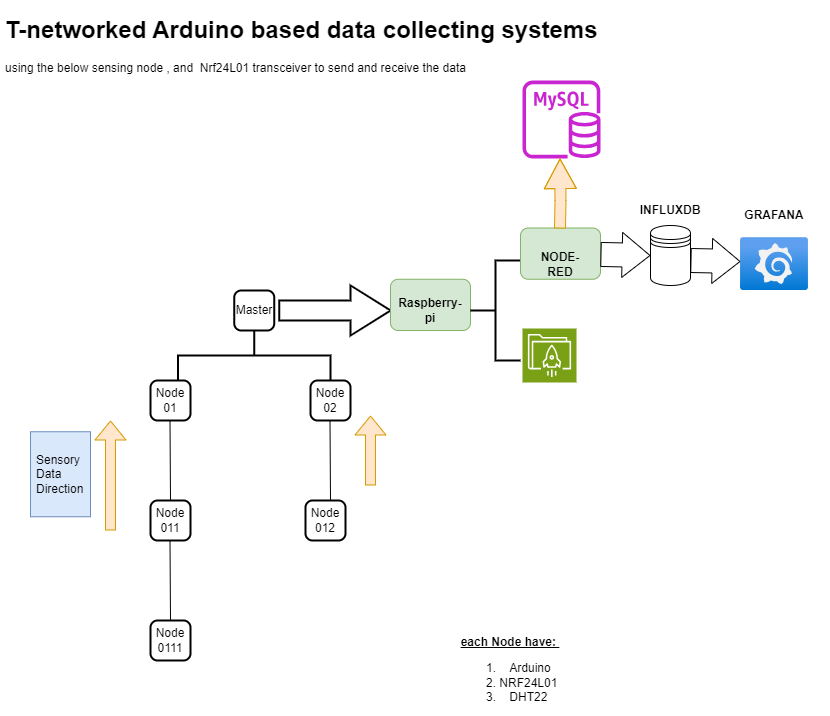 T-networked Arduino based data collecting systems
using the below sensing node , and Nrf24L01 transceiver to send and receive the data
MySQL
INFLUXDB
GRAFANA
NODE-
RED
Master
Raspberry-
pi
Node
01
Node
02
Sensory
Data
Direction
Node
011
Node
012
Node
0111
each Node have:
1. Arduino
2. NRF24L01
3. DHT22